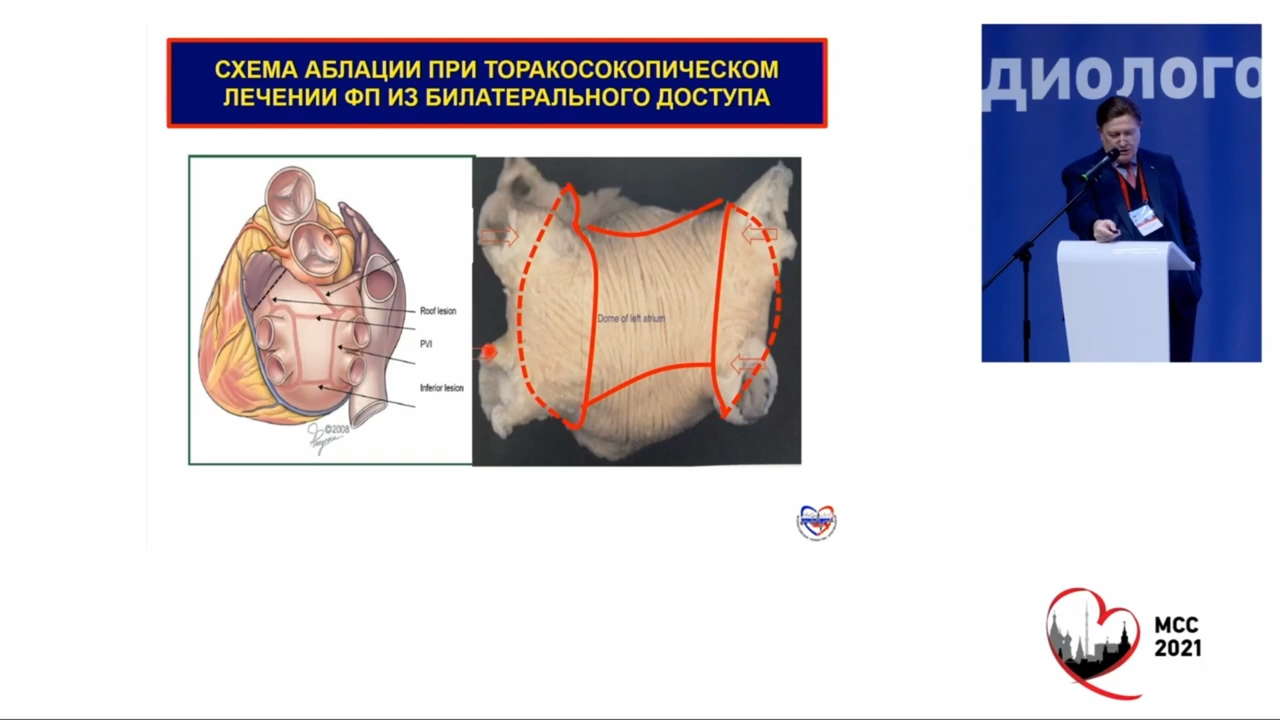 СХЕМА АБЛАЦИИ ПРИ ТОРАКОСОКОПИЧЕСКОМ
ЛЕЧЕНИИ ФП ИЗ БИЛАТЕРАЛЬНОГО ДОСТУПА
Roof lesion
PVI
Inferior lesion
©2008
Dome of left atrium
ДИОЛОГО
МСС
2021